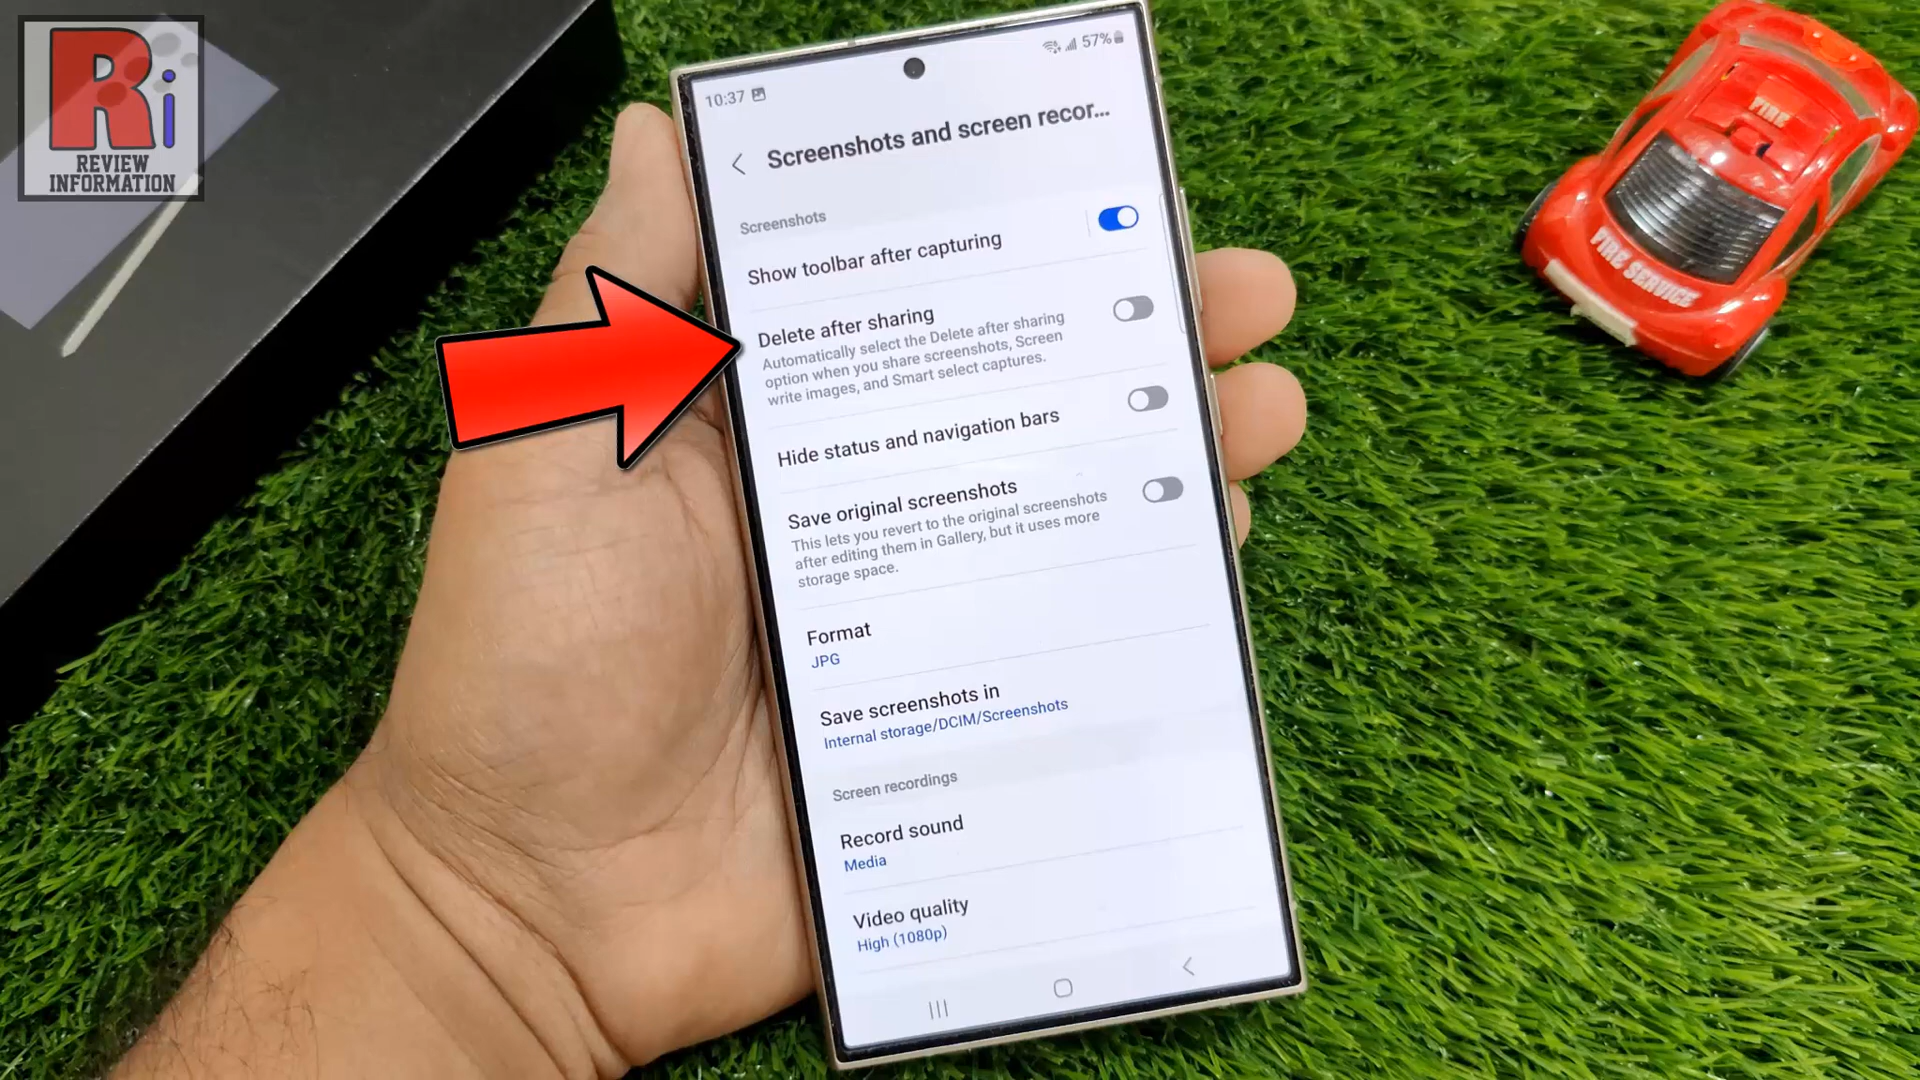 Ri
REVIEW
INFORMATION
10:37
57%
Screenshots and screen recor...
Screenshots
Show toolbar after capturing
Delete after sharing
Automatically select the Delete after sharing
option when you share screenshots, Screen
write images, and Smart select captures.
Hide status and navigation bars
Save original screenshots
This lets you revert to the original screenshots
after editing them in Gallery, but it uses more
storage space.
Format
JPG
Save screenshots in
Internal storage/DCIM/Screenshots
Screen recordings
Record sound
Media
Video quality
High (1080p)
FIRE
FIRE SERVICE